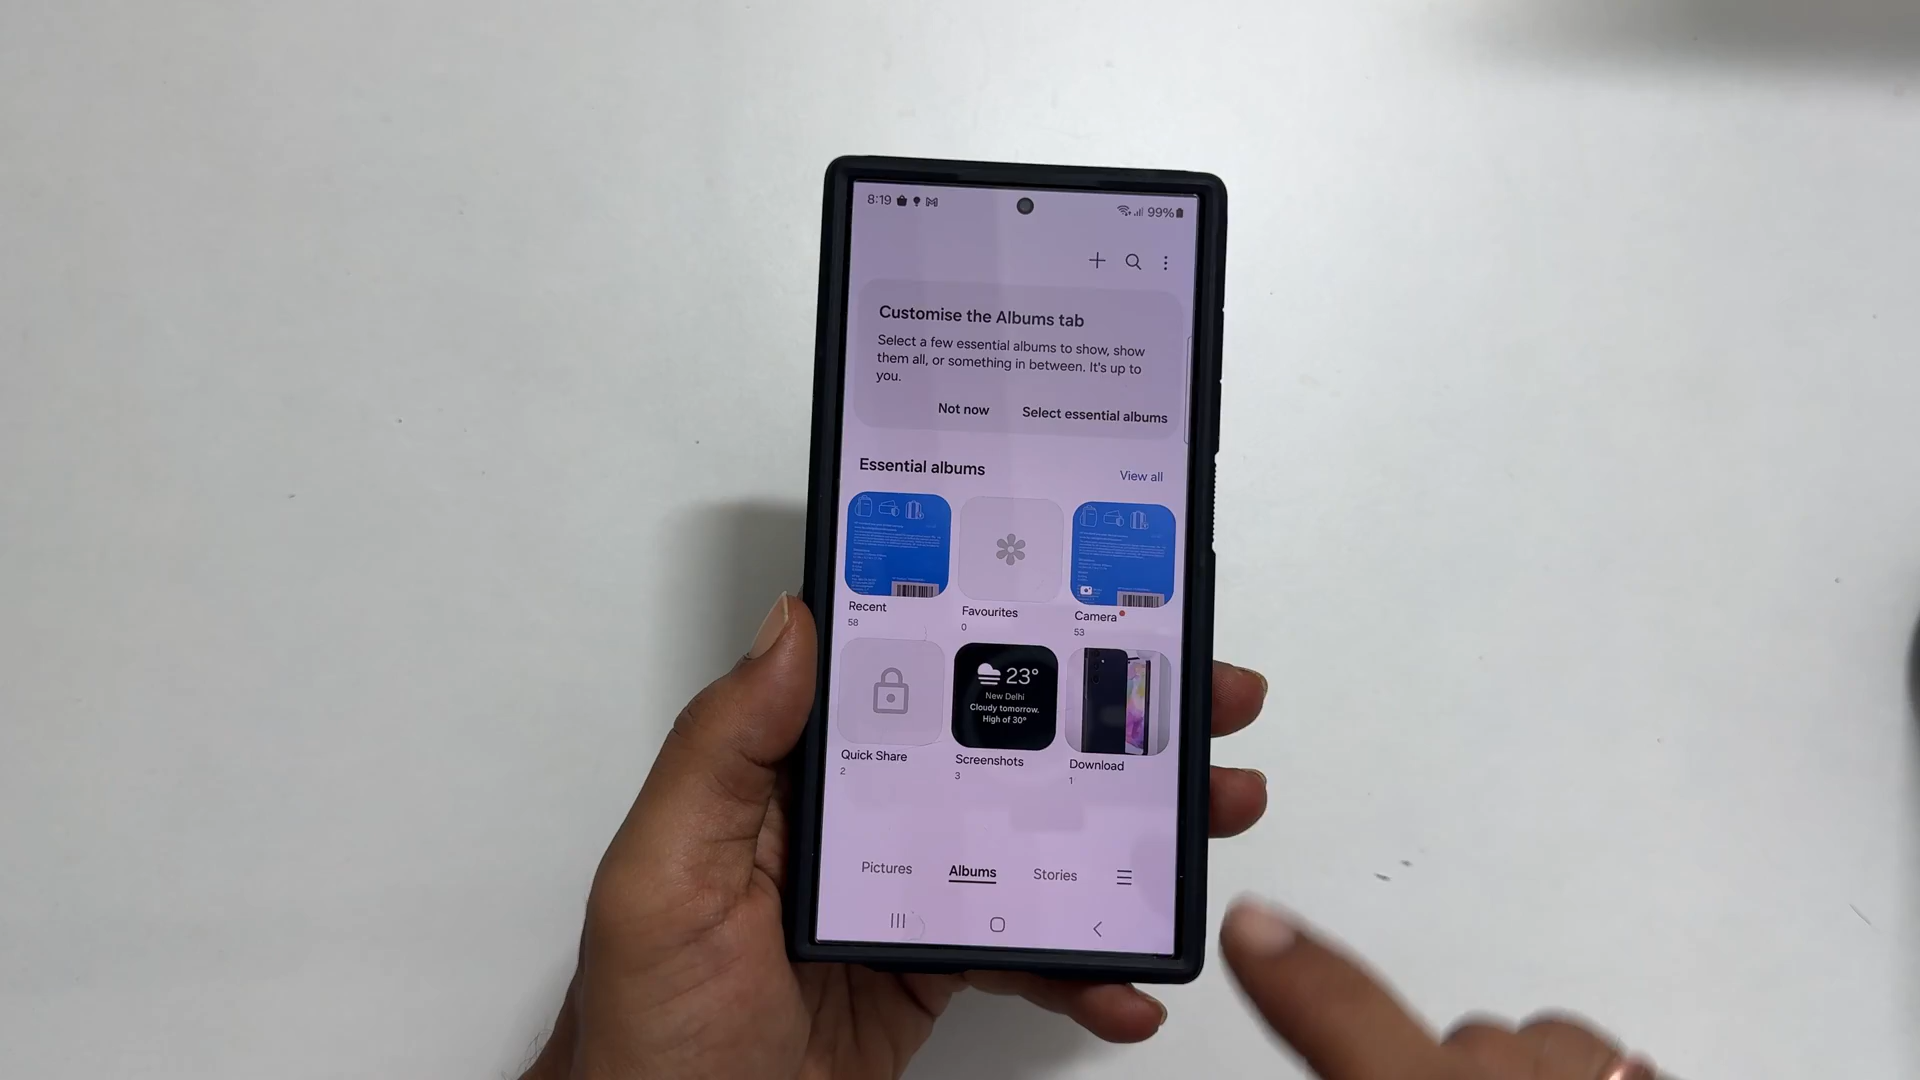 8:19
99%
Customise the Albums tab
Select a few essential albums to show, show
them all, or something in between. It's up to
you.
Not now
Select essential albums
Essential albums
View all
Recent
58
Favourites
0
Camera
53
23°
New Delhi
Cloudy tomorrow.
High of 30°
Quick Share
2
Screenshots
3
Download
1
Pictures
Albums
Stories